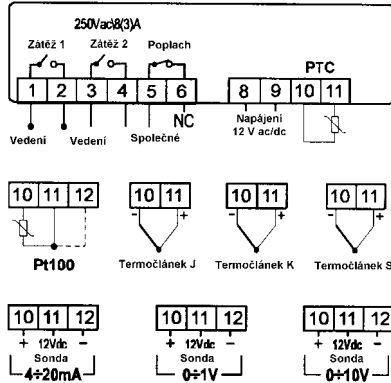 250Vac\8(3)A
Zátěž 1 Zátěž 2 Poplach PTC
1 2 3 4 5 6 8 9 10 11
NC
Vedení Vedení Společné
Napájení
12 V ac/dc
10 11 12 10 11 10 11 10 11
- + - + - +
Pt100 Termočlánek J Termočlánek K Termočlánek S
10 11 12 10 11 12 10 11 12
+ 12Vdc - + 12Vdc - + 12Vdc -
Sonda Sonda Sonda
4÷20mA 0÷1V 0÷10V